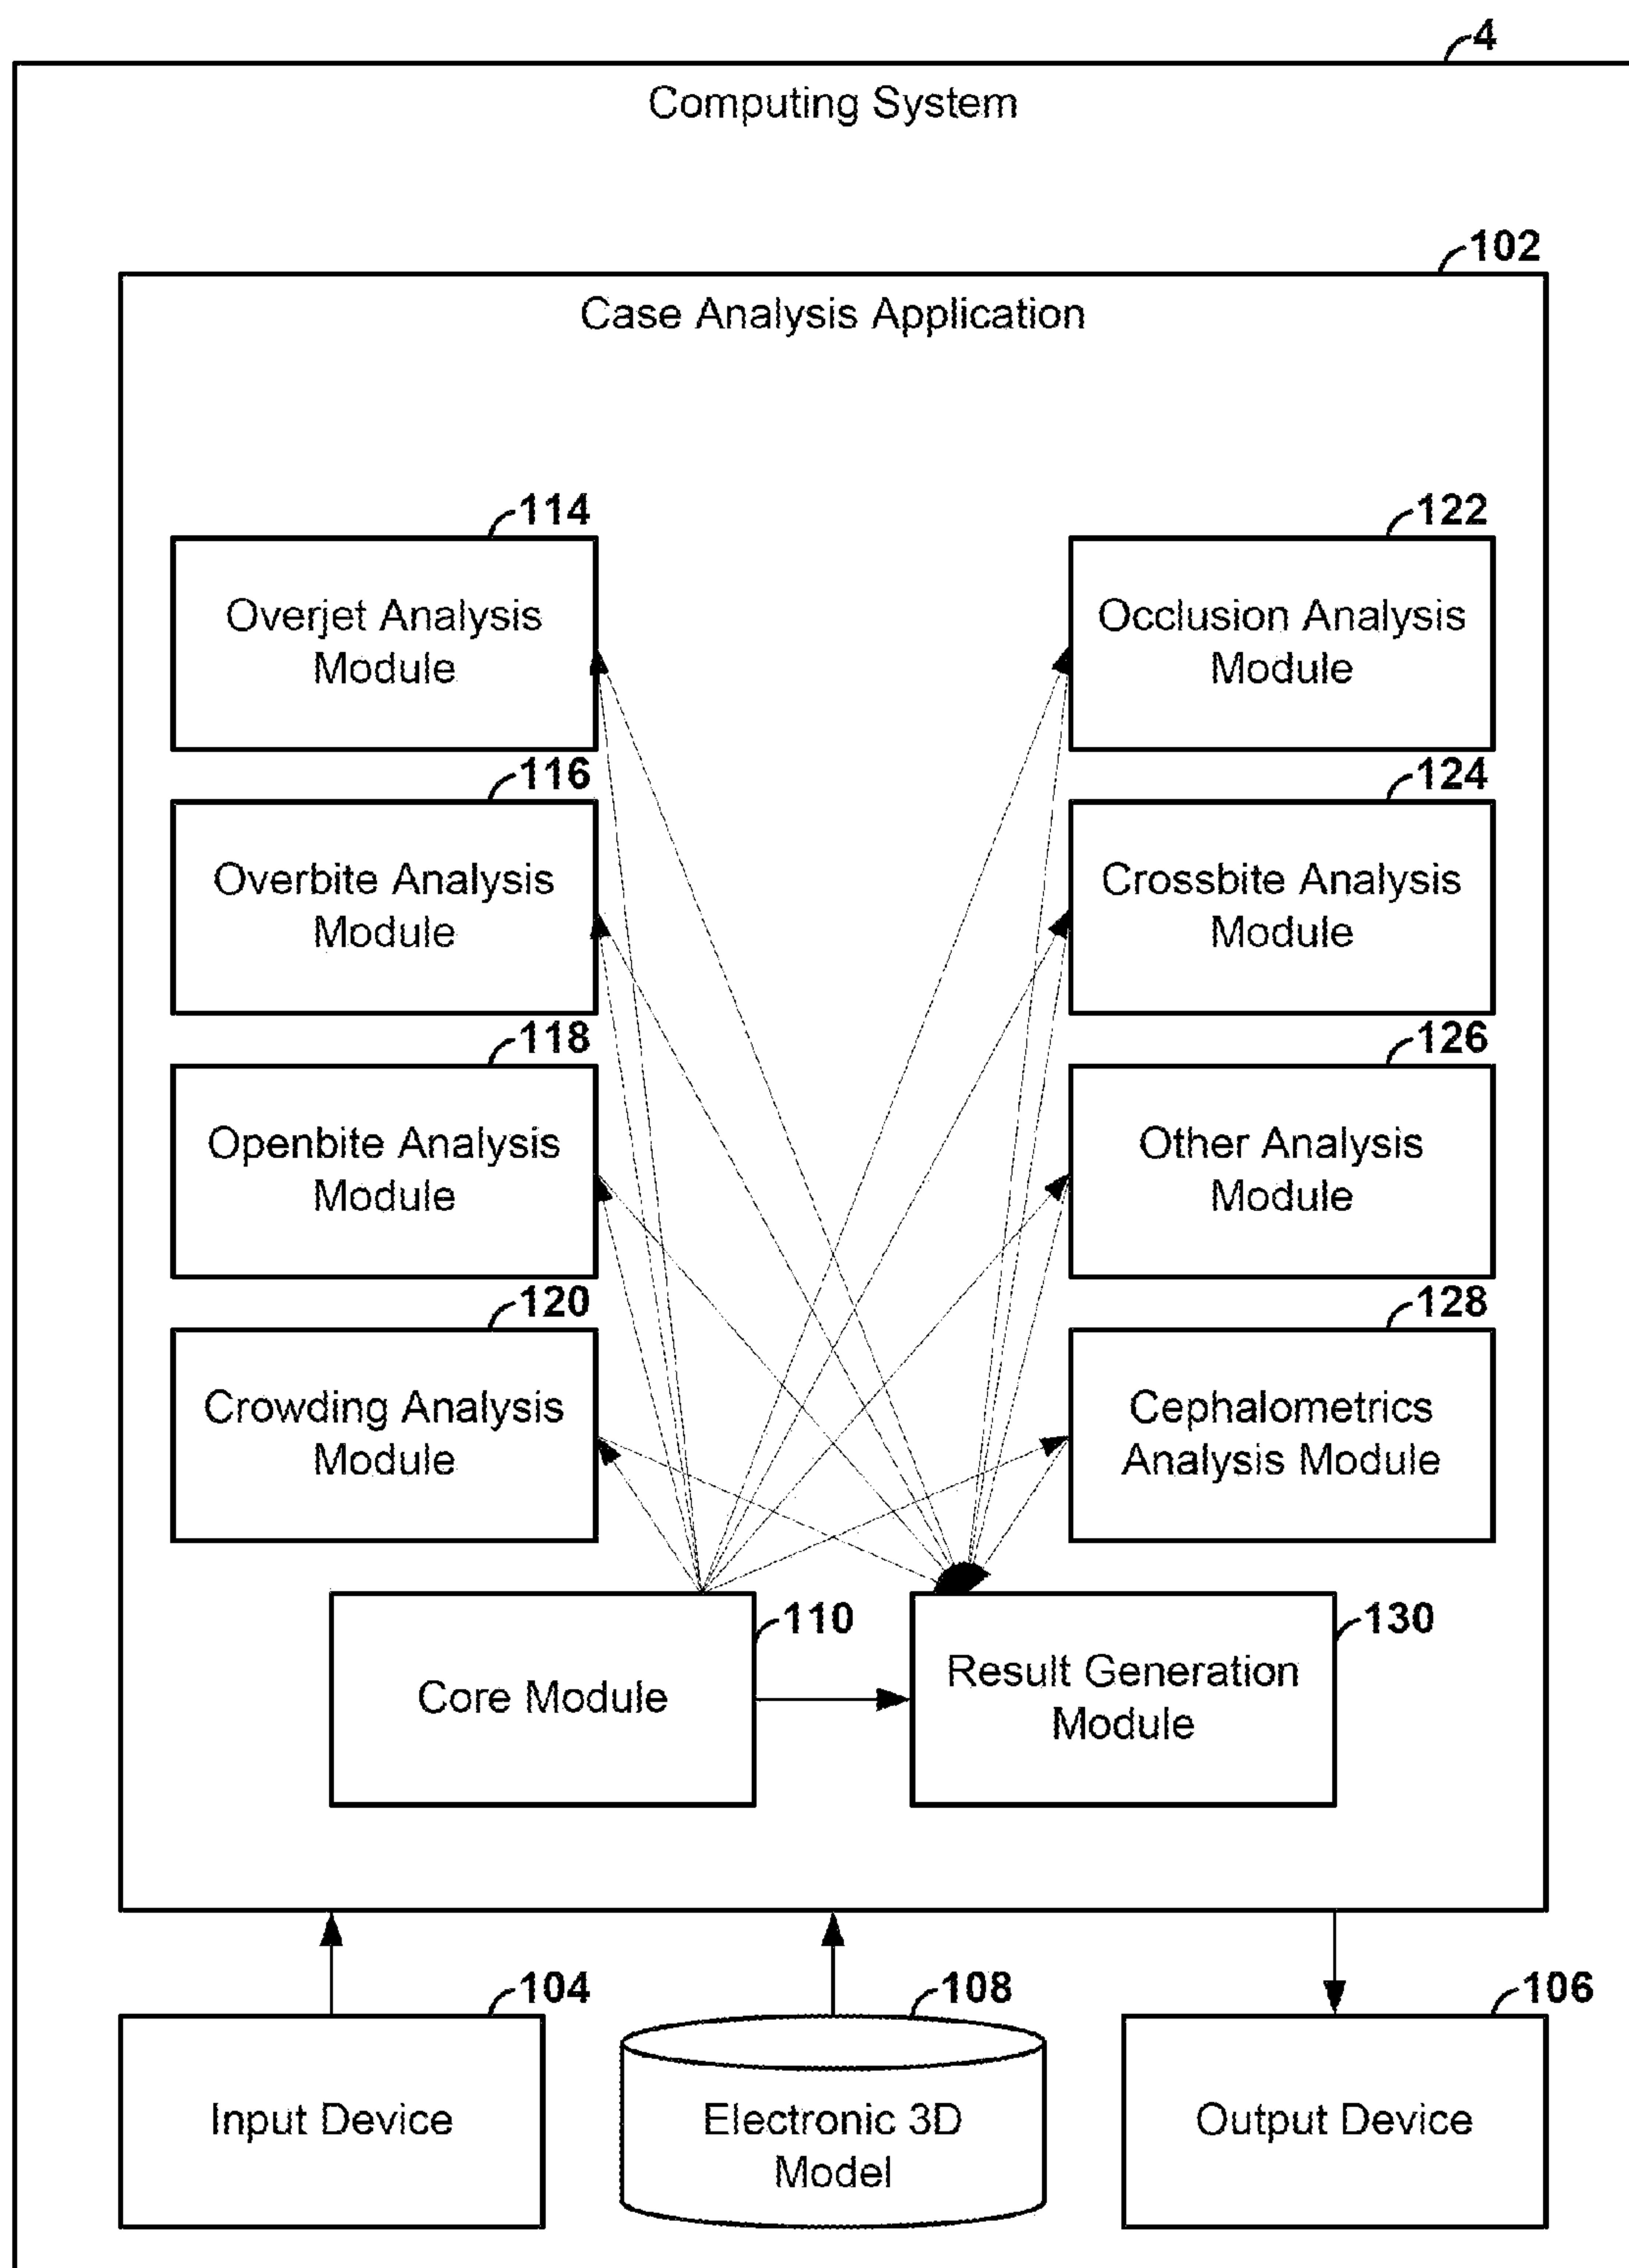 4
Computing System
102
Case Analysis Application
114
Overjet Analysis
Module
122
Occlusion Analysis
Module
116
Overbite Analysis
Module
124
Crossbite Analysis
Module
118
Openbite Analysis
Module
126
Other Analysis
Module
120
Crowding Analysis
Module
128
Cephalometrics
Analysis Module
110
Core Module
130
Result Generation
Module
104
Input Device
108
Electronic 3D
Model
106
Output Device